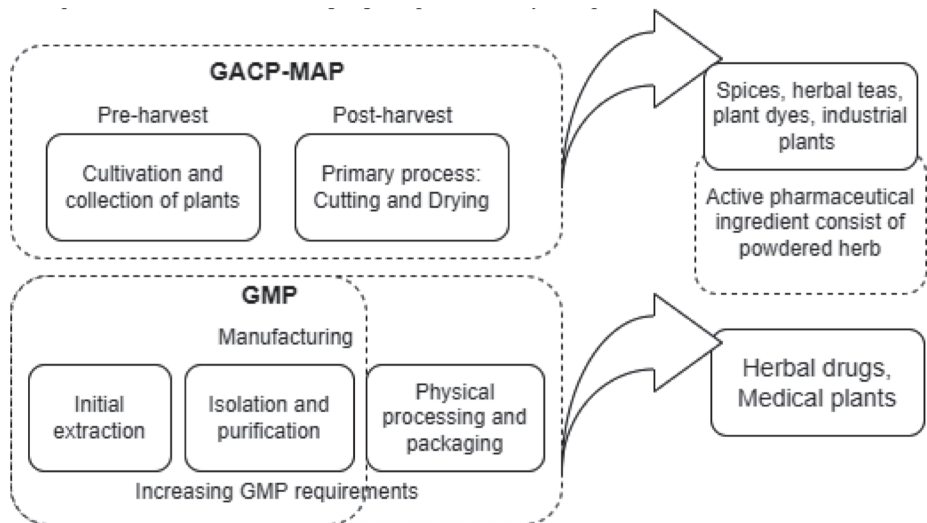 GACP-MAP
Pre-harvest
Post-harvest
Cultivation and
collection of plants
Primary process:
Cutting and Drying
Spices, herbal teas,
plant dyes, industrial
plants
Active pharmaceutical
ingredient consist of
powdered herb
GMP
Manufacturing
Initial
extraction
Isolation and
purification
Physical
processing and
packaging
Increasing GMP requirements
Herbal drugs,
Medical plants